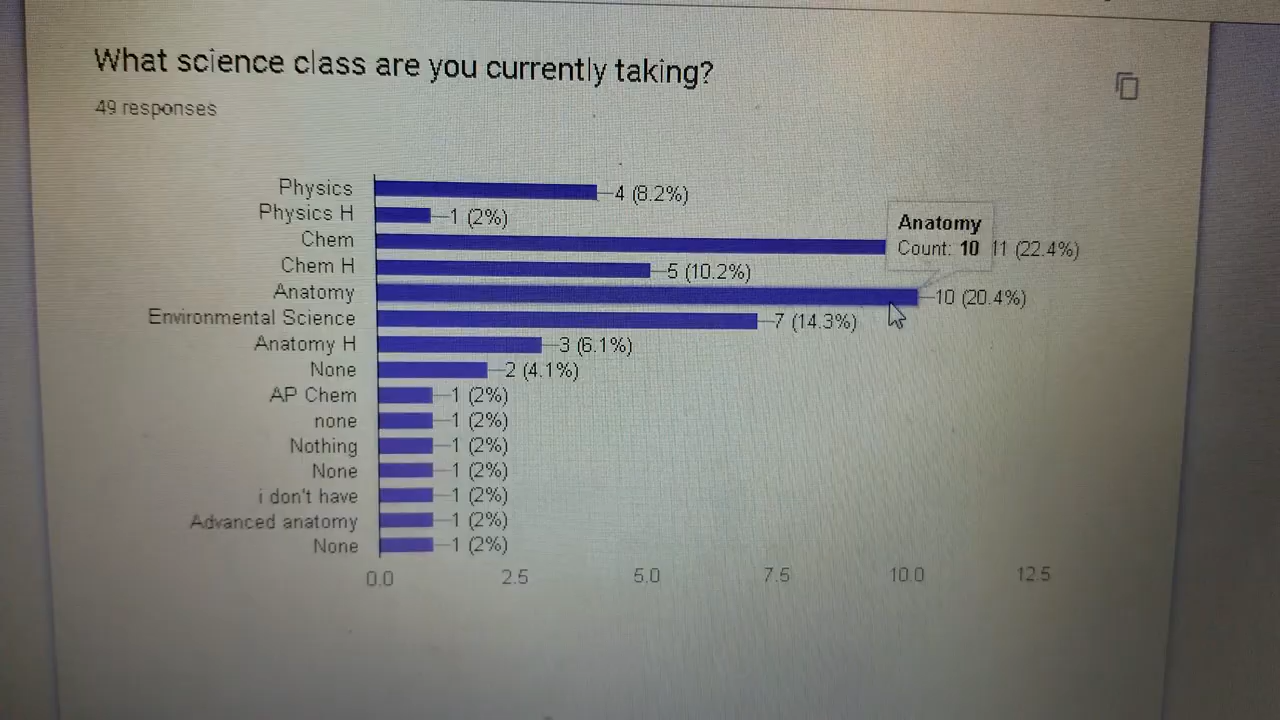 What science class are you currently taking?
49 responses
Physics 4 (8.2%)
Physics H 1 (2%)
Chem 11 (22.4%)
Anatomy
Count: 10
Chem H 5 (10.2%)
Anatomy 10 (20.4%)
Environmental Science 7 (14.3%)
Anatomy H 3 (6.1%)
None 2 (4.1%)
AP Chem 1 (2%)
none 1 (2%)
Nothing 1 (2%)
None 1 (2%)
i don't have 1 (2%)
Advanced anatomy 1 (2%)
None 1 (2%)
0.0 2.5 5.0 7.5 10.0 12.5